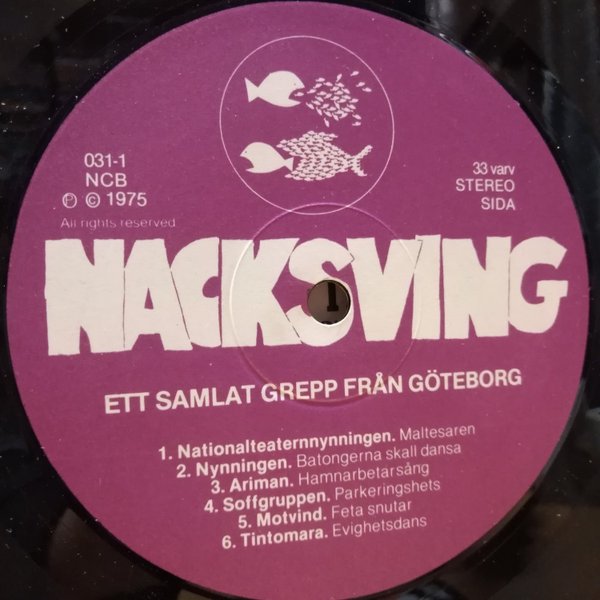 031-1
NCB
℗ © 1975
All rights reserved
33 varv
STEREO
SIDA
NACKSVING
1
ETT SAMLAT GREPP FRÅN GÖTEBORG
1. Nationalteaternnynningen. Maltesaren
2. Nynningen. Batongerna skall dansa
3. Ariman. Hamnarbetarsång
4. Soffgruppen. Parkeringshets
5. Motvind. Feta snutar
6. Tintomara. Evighetsdans